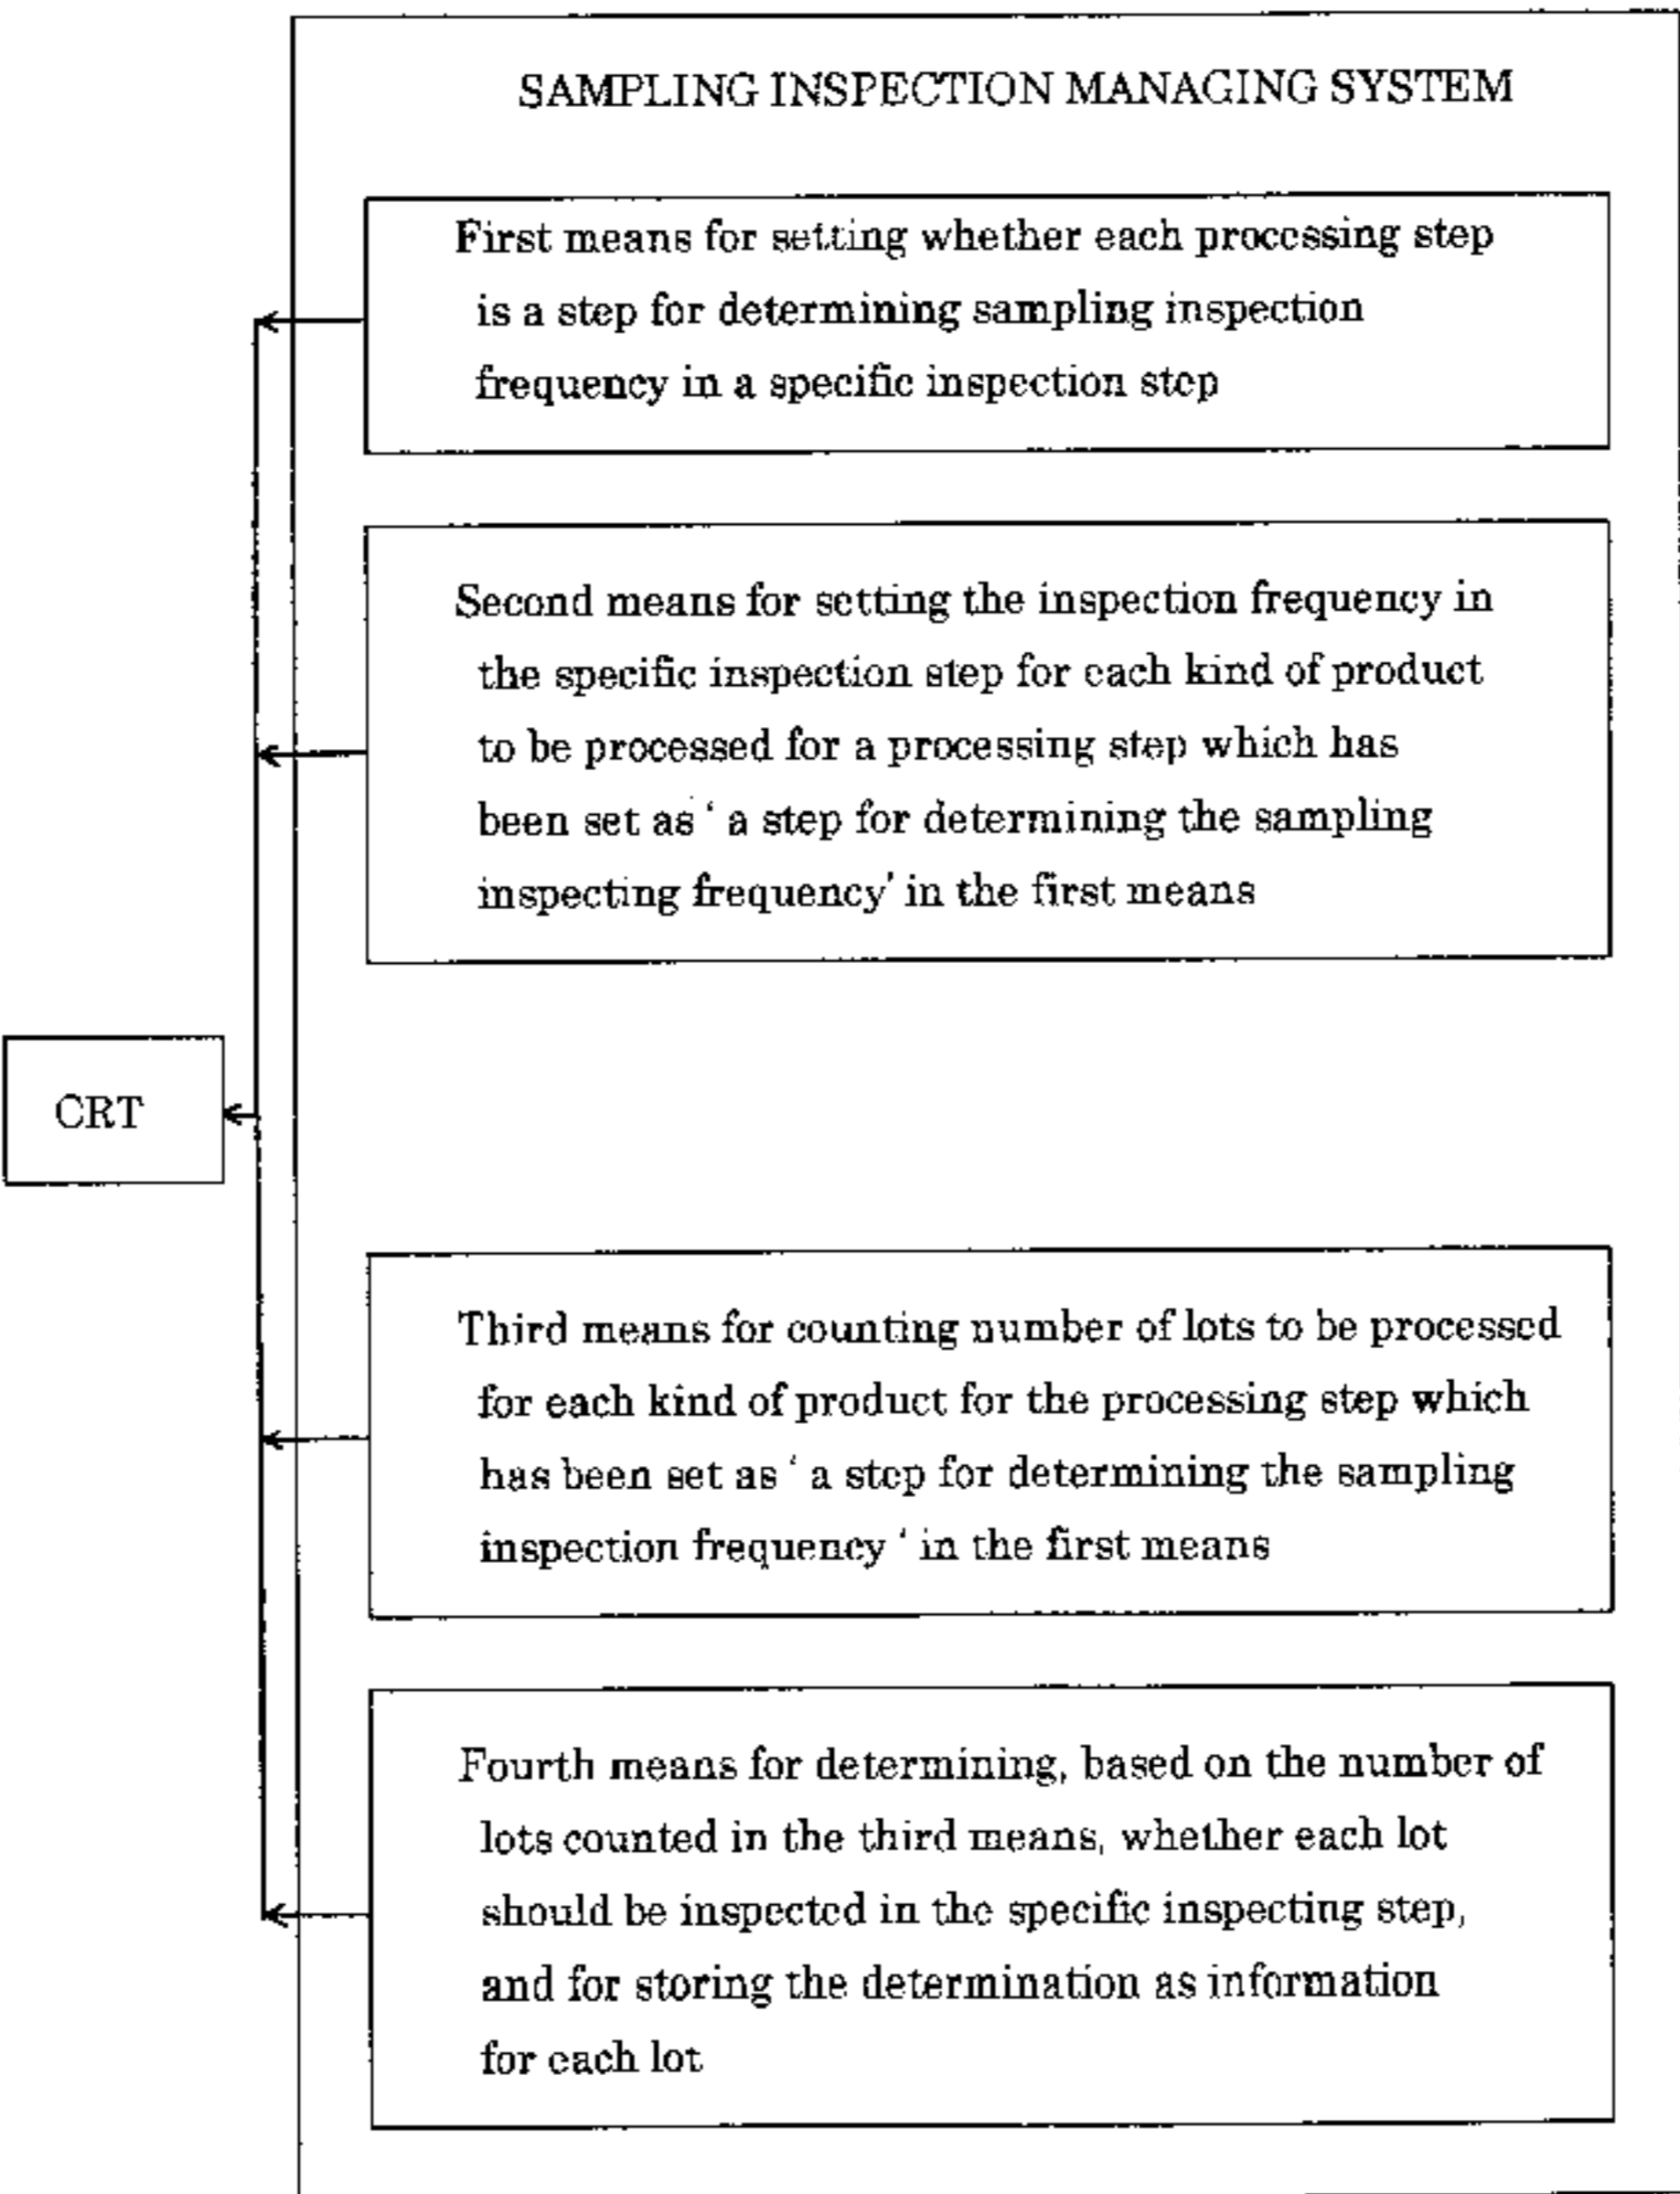 SAMPLING INSPECTION MANAGING SYSTEM
First means for setting whether each processing step
is a step for determining sampling inspection
frequency in a specific inspection step
Second means for setting the inspection frequency in
the specific inspection step for each kind of product
to be processed for a processing step which has
been set as ‘ a step for determining the sampling
inspecting frequency’ in the first means
CRT
Third means for counting number of lots to be processed
for each kind of product for the processing step which
has been set as ‘ a step for determining the sampling
inspection frequency ‘ in the first means
Fourth means for determining, based on the number of
lots counted in the third means, whether each lot
should be inspected in the specific inspecting step,
and for storing the determination as information
for each lot